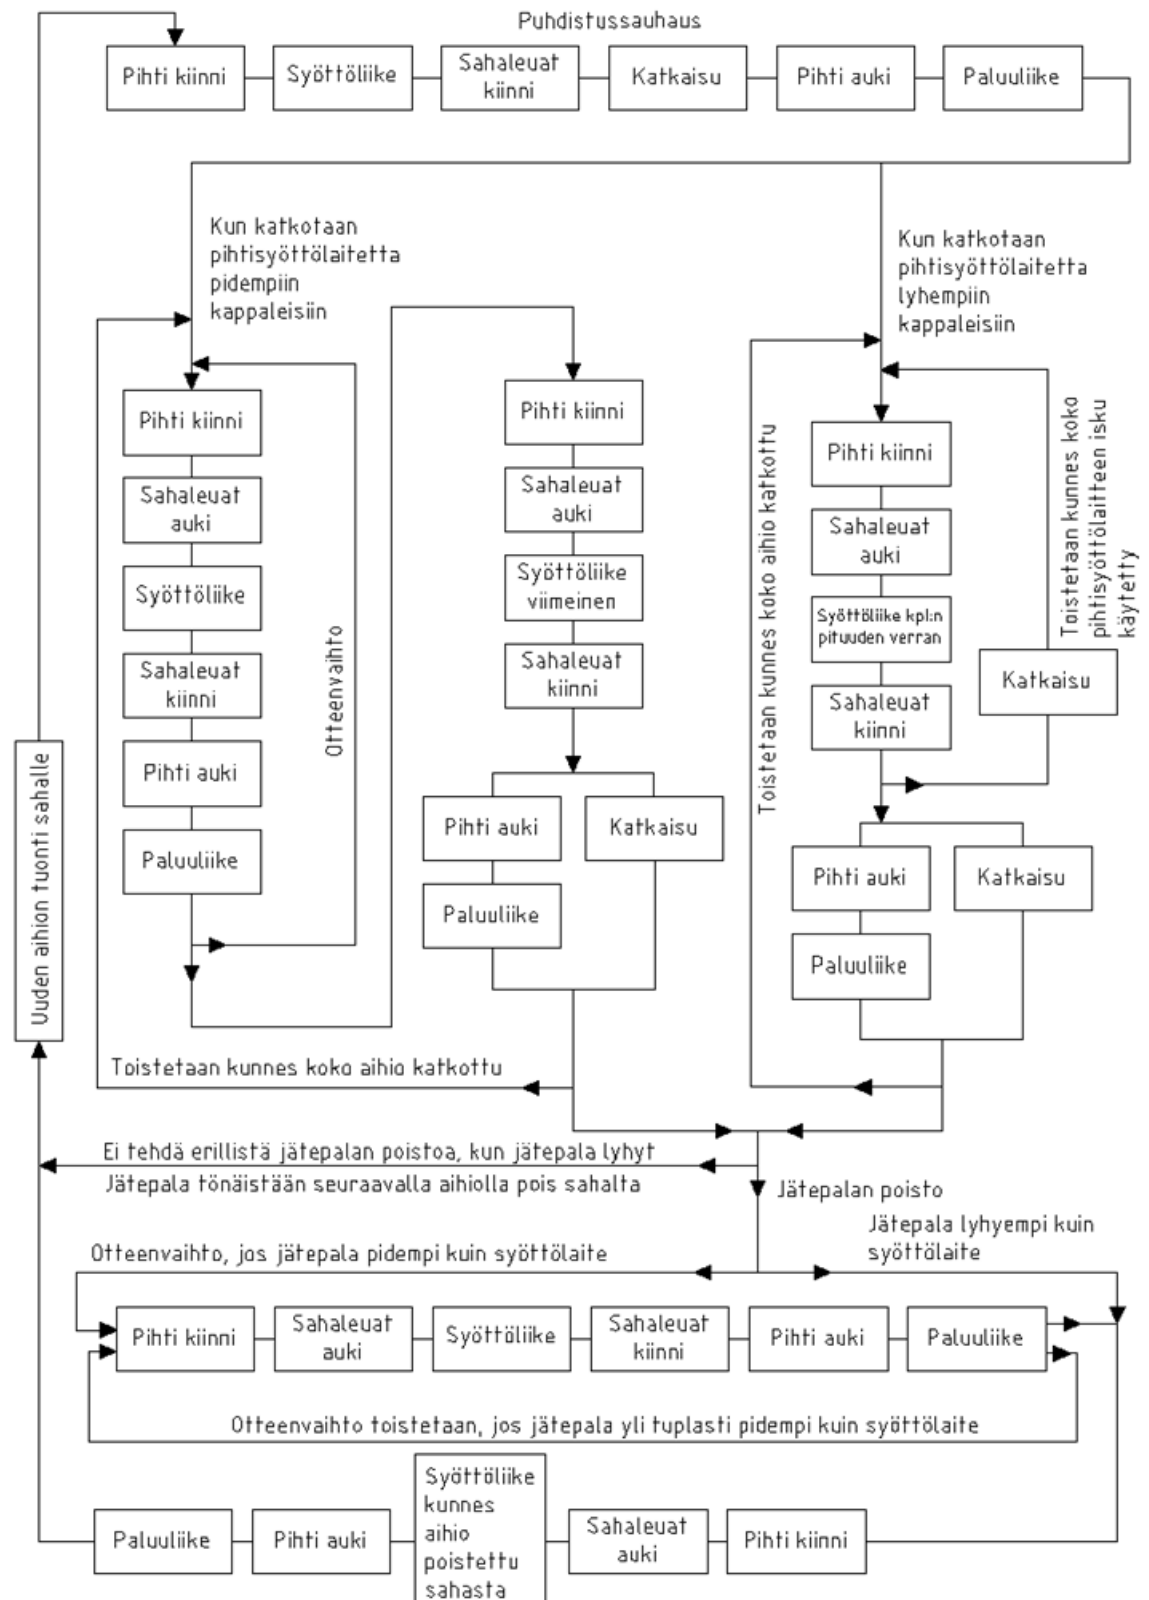 Puhdistussauhaus
Pihti kiinni
Syöttöliike
Sahaleuat
kiinni
Katkaisu
Pihti auki
Paluuliike
Kun katkotaan
pihtisyöttölaitetta
pidempiin
kappaleisiin
Kun katkotaan
pihtisyöttölaitetta
lyhempiin
kappaleisiin
Pihti kiinni
Sahaleuat
auki
Syöttöliike
Sahaleuat
kiinni
Pihti auki
Paluuliike
Otteenvaihto
Pihti kiinni
Sahaleuat
auki
Syöttöliike
viimeinen
Sahaleuat
kiinni
Pihti auki
Katkaisu
Paluuliike
Toistetaan kunnes koko aihio katkottu
Pihti kiinni
Sahaleuat
auki
Syöttöliike kpl:n
pituuden verran
Sahaleuat
kiinni
Toistetaan kunnes koko
pihtisyöttölaitteen isku
käytetty
Katkaisu
Pihti auki
Katkaisu
Paluuliike
Uuden aihion tuonti sahalle
Toistetaan kunnes koko aihio katkottu
Ei tehdä erillistä jätepalan poistoa, kun jätepala lyhyt
Jätepala tönäistään seuraavalla aihiolla pois sahalta
Jätepalan poisto
Jätepala lyhyempi kuin
syöttölaite
Otteenvaihto, jos jätepala pidempi kuin syöttölaite
Pihti kiinni
Sahaleuat
auki
Syöttöliike
Sahaleuat
kiinni
Pihti auki
Paluuliike
Otteenvaihto toistetaan, jos jätepala yli tuplasti pidempi kuin syöttölaite
Paluuliike
Pihti auki
Syöttöliike
kunnes
aihio
poistettu
sahasta
Sahaleuat
auki
Pihti kiinni